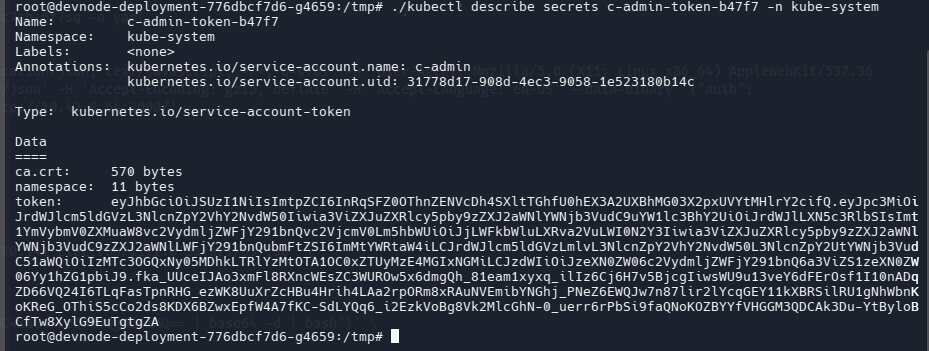 root@devnode-deployment-776dbcf7d6-g4659:/tmp# ./kubectl describe secrets c-admin-token-b47f7 -n kube-system
Name:         c-admin-token-b47f7
Namespace:    kube-system
Labels:       <none>
Annotations:  kubernetes.io/service-account.name: c-admin
              kubernetes.io/service-account.uid: 31778d17-908d-4ec3-9058-1e523180b14c

Type:  kubernetes.io/service-account-token

Data
====
ca.crt:     570 bytes
namespace:  11 bytes
token:      eyJhbGciOiJSUzI1NiIsImtpZCI6InRqSFZ0OThnZENVcDh4SXltTGhfU0hEX3A2UXBhMG03X2pxUVYtMHlrY2cifQ.eyJpc3MiOi
JrdWJlcm5ldGVzL3NlcnZpY2VhY2NvdW50Iiwia3ViZXJuZXRlcy5pby9zZXJ2aWNlYWNjb3VudC9uYW1lc3BhY2UiOiJrdWJlLXN5c3RlbSIsImt
1YmVybmV0ZXMuaW8vc2VydmljZWFjY291bnQvc2VjcmV0Lm5hbWUiOiJjLWFkbWluLXRva2VuLWI0N2Y3Iiwia3ViZXJuZXRlcy5pby9zZXJ2aWNl
YWNjb3VudC9zZXJ2aWNlLWFjY291bnQubmFtZSI6ImMtYWRtaW4iLCJrdWJlcm5ldGVzLmlvL3NlcnZpY2VhY2NvdW50L3NlcnZpY2UtYWNjb3Vud
C51aWQiOiIzMTc3OGQxNy05MDhkLTRlYzMtOTA1OC0xZTUyMzE4MGIxNGMiLCJzdWIiOiJzeXN0ZW06c2VydmljZWFjY291bnQ6a3ViZS1zeXN0ZW
06Yy1hZG1pbiJ9.fka_UUceIJAo3xmFl8RXncWEsZC3WUROw5x6dmgQh_81eam1xyxq_ilIz6Cj6H7v5BjcgIiwsWU9u13veY6dFErOsf1I10nADq
ZD66VQ24I6TLqFasTpnRHG_ezWK8UuXrZcHBu4Hrih4LAa2rpORm8xRAuNVEmibYNGhj_PNeZ6EWQJw7n87lir2lYcqGEY11kXBRSilRU1gNhWbnK
oKReG_OThiS5cCo2ds8KDX6BZwxEpfW4A7fKC-SdLYQq6_i2EzkVoBg8Vk2MlcGhN-0_uerr6rPbSi9faQNoKOZBYYfVHGGM3QDCAk3Du-YtByloB
CfTw8XylG9EuTgtgZA
root@devnode-deployment-776dbcf7d6-g4659:/tmp#